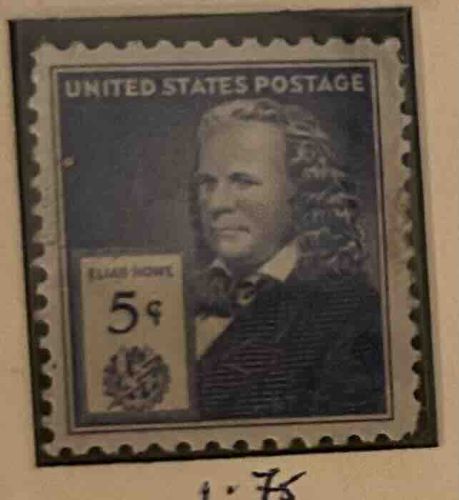 UNITED STATES POSTAGE
ELIAS HOWE
5¢
1.75